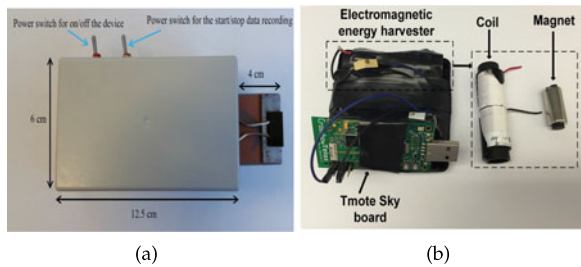 Power switch for on/off the device
Power switch for the start/stop data recording
4 cm
6 cm
12.5 cm
(a)
Electromagnetic
energy harvester
Coil
Magnet
Tmote Sky
board
(b)